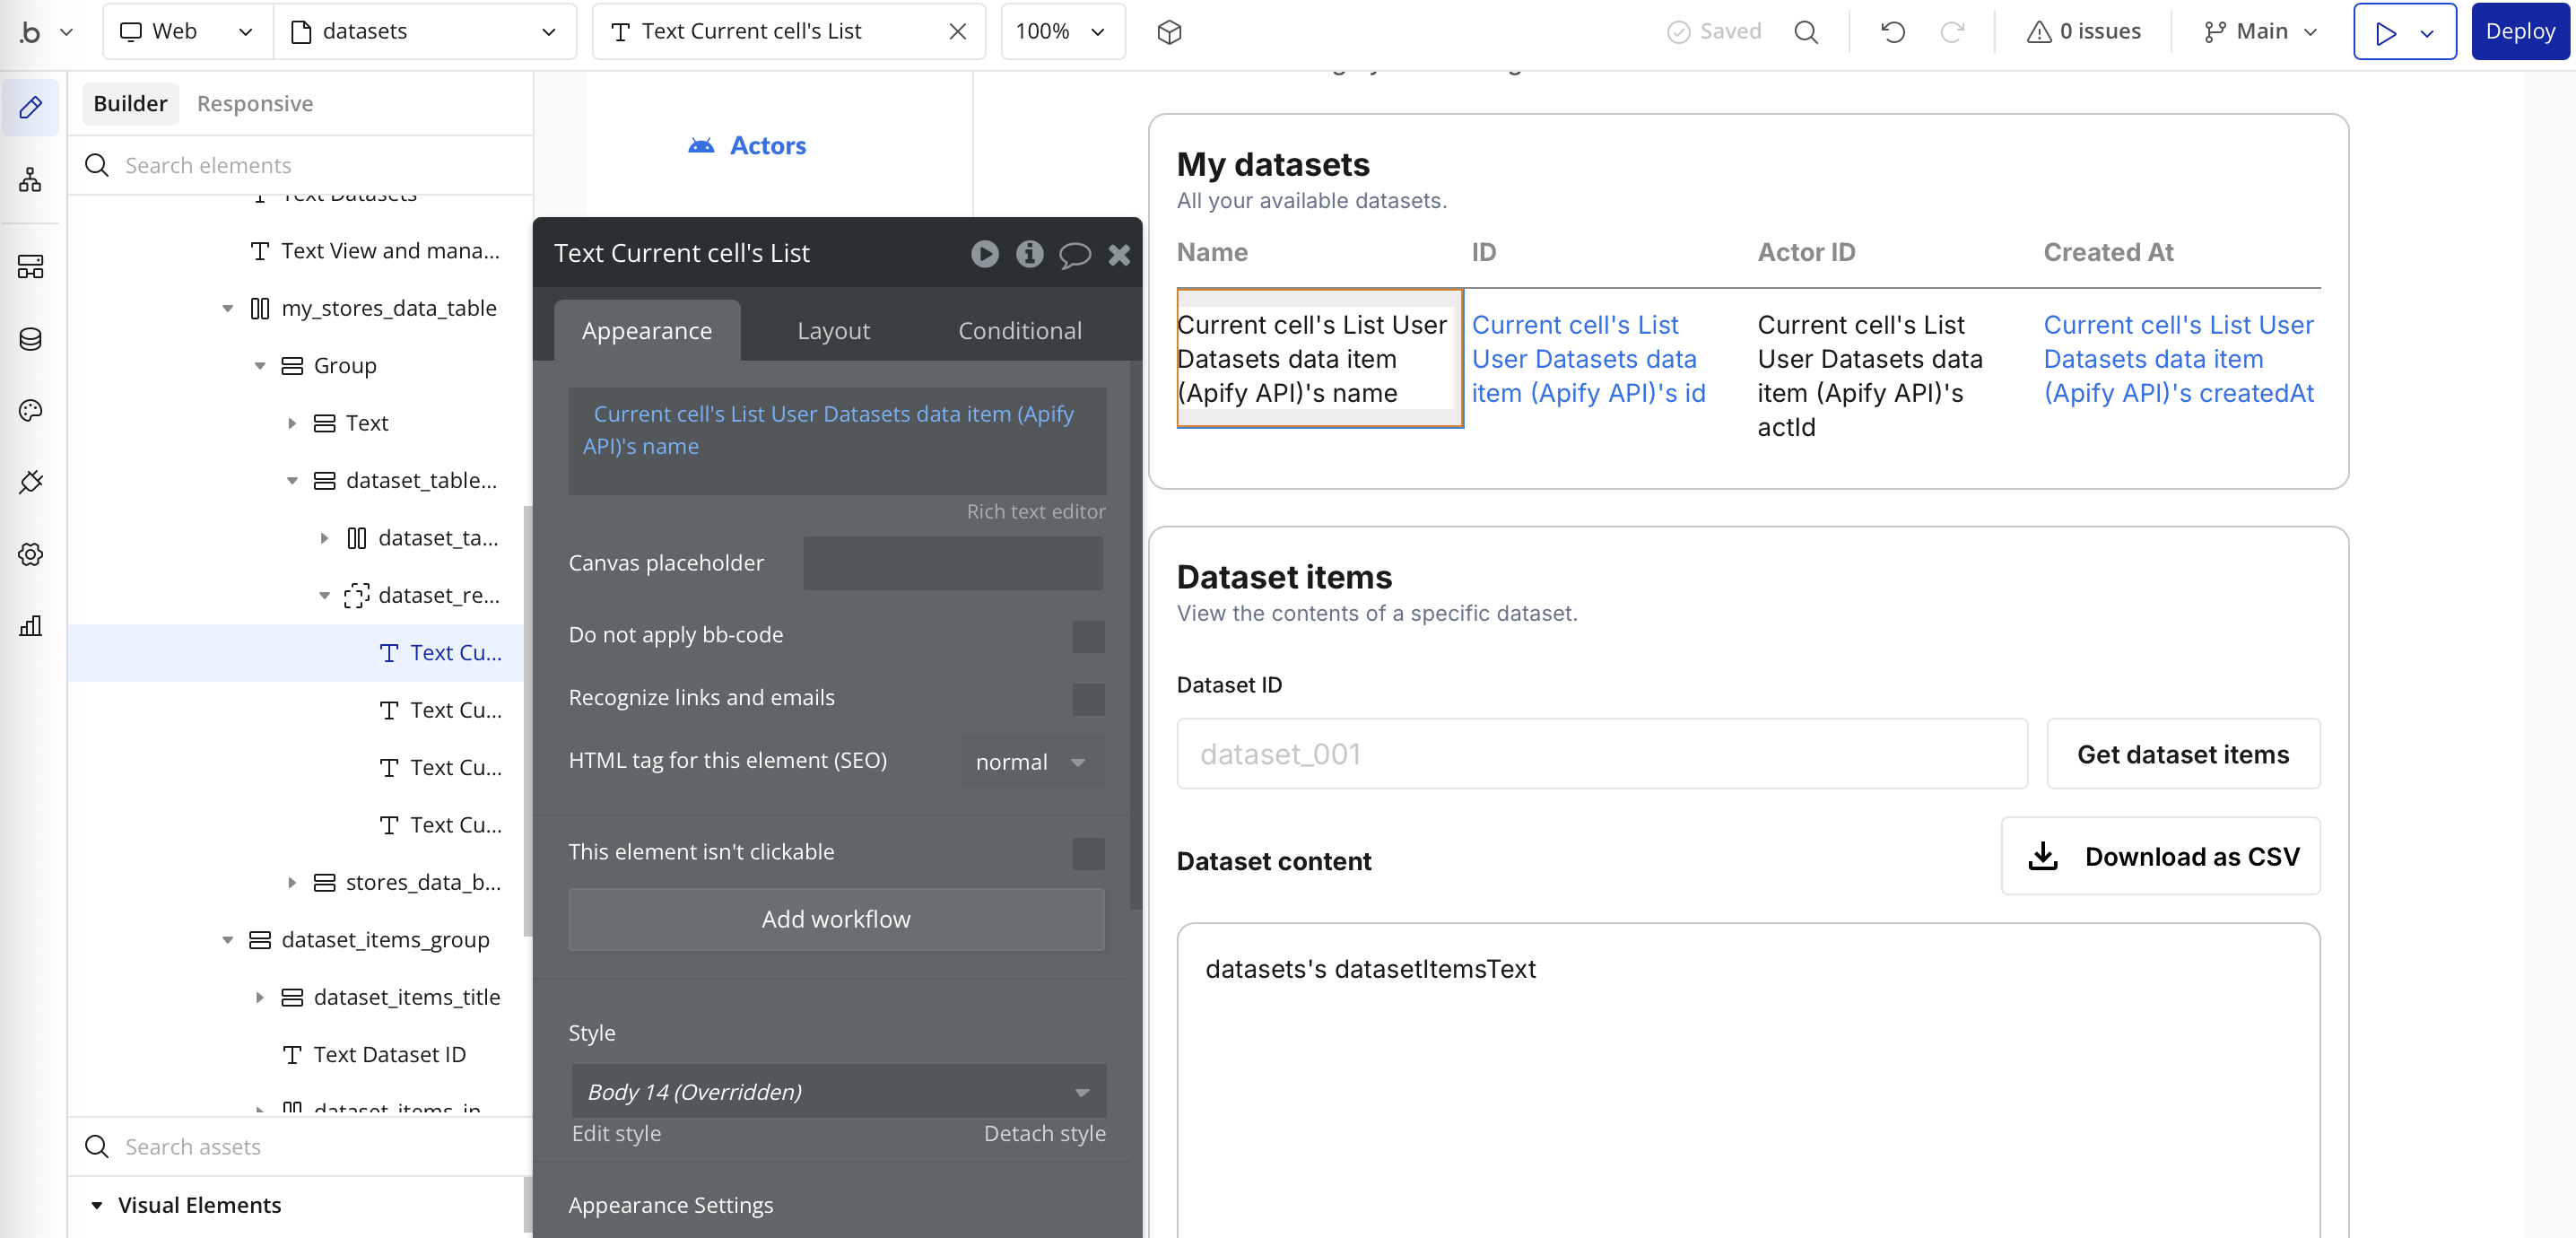 .b
Web
datasets
Text Current cell's List
100%
Saved
0 issues
Main
Deploy
Builder
Responsive
Search elements
Text Datasets
Text View and mana...
my_stores_data_table
Group
Text
dataset_table...
dataset_ta...
dataset_re...
Text Cu...
Text Cu...
Text Cu...
Text Cu...
stores_data_b...
dataset_items_group
dataset_items_title
Text Dataset ID
dataset_items_in
Search assets
Visual Elements
Actors
Text Current cell's List
Appearance
Layout
Conditional
Current cell's List User Datasets data item (Apify
API)'s name
Rich text editor
Canvas placeholder
Do not apply bb-code
Recognize links and emails
HTML tag for this element (SEO)
normal
This element isn't clickable
Add workflow
Style
Body 14 (Overridden)
Edit style
Detach style
Appearance Settings
My datasets
All your available datasets.
Name
ID
Actor ID
Created At
Current cell's List User
Datasets data item
(Apify API)'s name
Current cell's List
User Datasets data
item (Apify API)'s id
Current cell's List
User Datasets data
item (Apify API)'s
actId
Current cell's List User
Datasets data item
(Apify API)'s createdAt
Dataset items
View the contents of a specific dataset.
Dataset ID
dataset_001
Get dataset items
Dataset content
Download as CSV
datasets's datasetItemsText